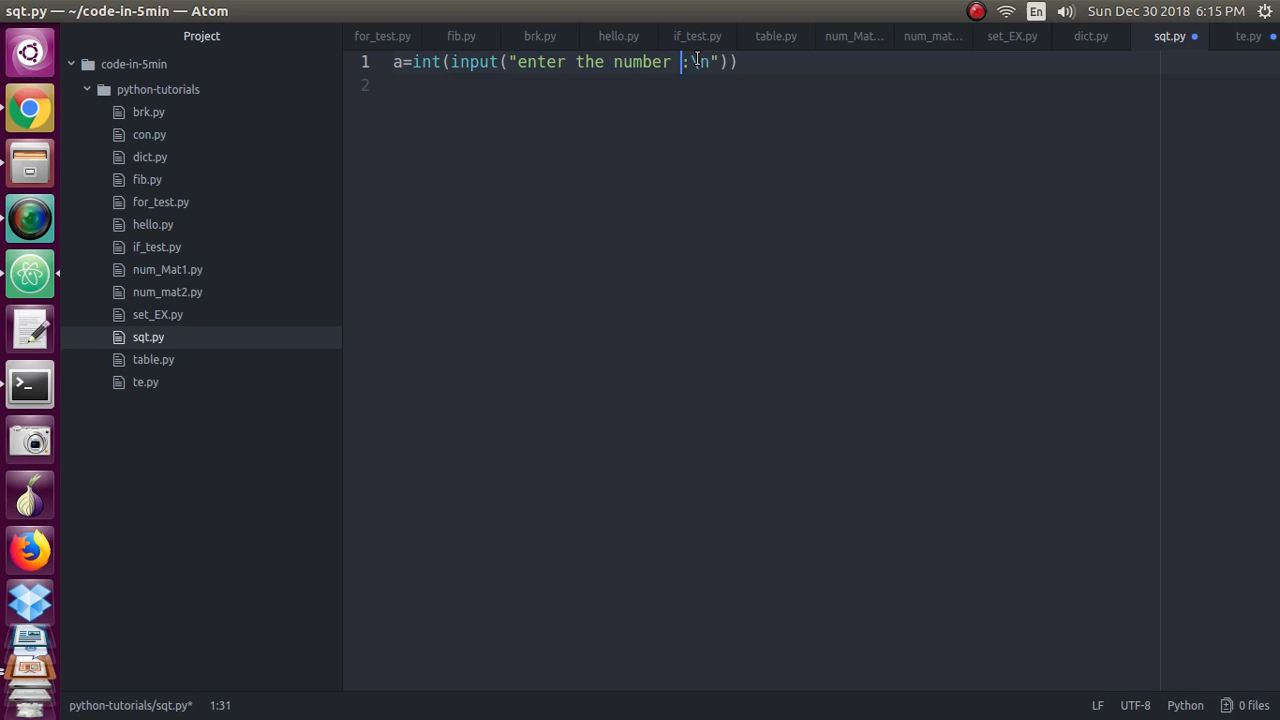 sqt.py — ~/code-in-5min — Atom
En
Sun Dec 30 2018 6:15 PM
Project
for_test.py
fib.py
brk.py
hello.py
if_test.py
table.py
num_Mat...
num_mat...
set_EX.py
dict.py
sqt.py
te.py
code-in-5min
python-tutorials
brk.py
con.py
dict.py
fib.py
for_test.py
hello.py
if_test.py
num_Mat1.py
num_mat2.py
set_EX.py
sqt.py
table.py
te.py
1 a=int(input("enter the number :\n"))
2
python-tutorials/sqt.py* 1:31
LF UTF-8 Python 0 files